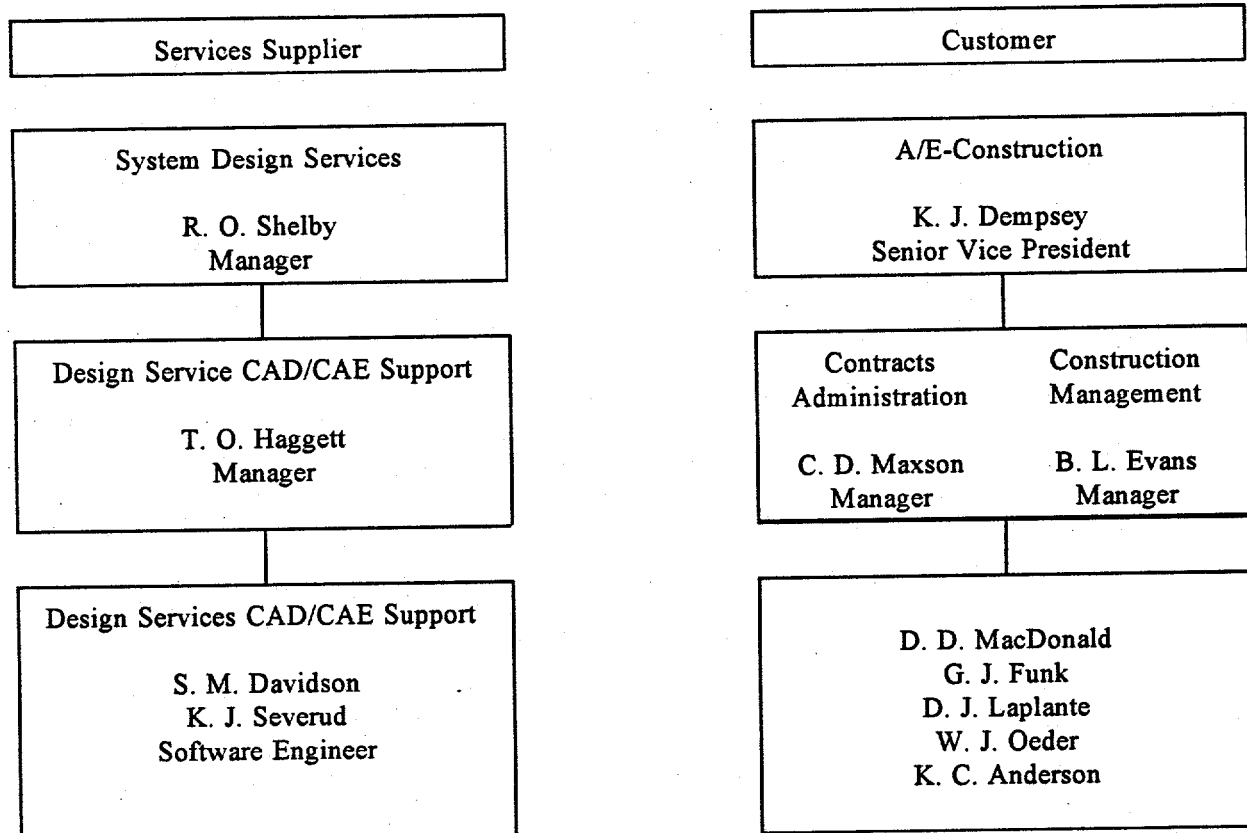 Services Supplier
System Design Services
R. O. Shelby
Manager
Design Service CAD/CAE Support
T. O. Haggett
Manager
Design Services CAD/CAE Support
S. M. Davidson
K. J. Severud
Software Engineer
Customer
A/E-Construction
K. J. Dempsey
Senior Vice President
Contracts
Administration
C. D. Maxson
Manager
Construction
Management
B. L. Evans
Manager
D. D. MacDonald
G. J. Funk
D. J. Laplante
W. J. Oeder
K. C. Anderson